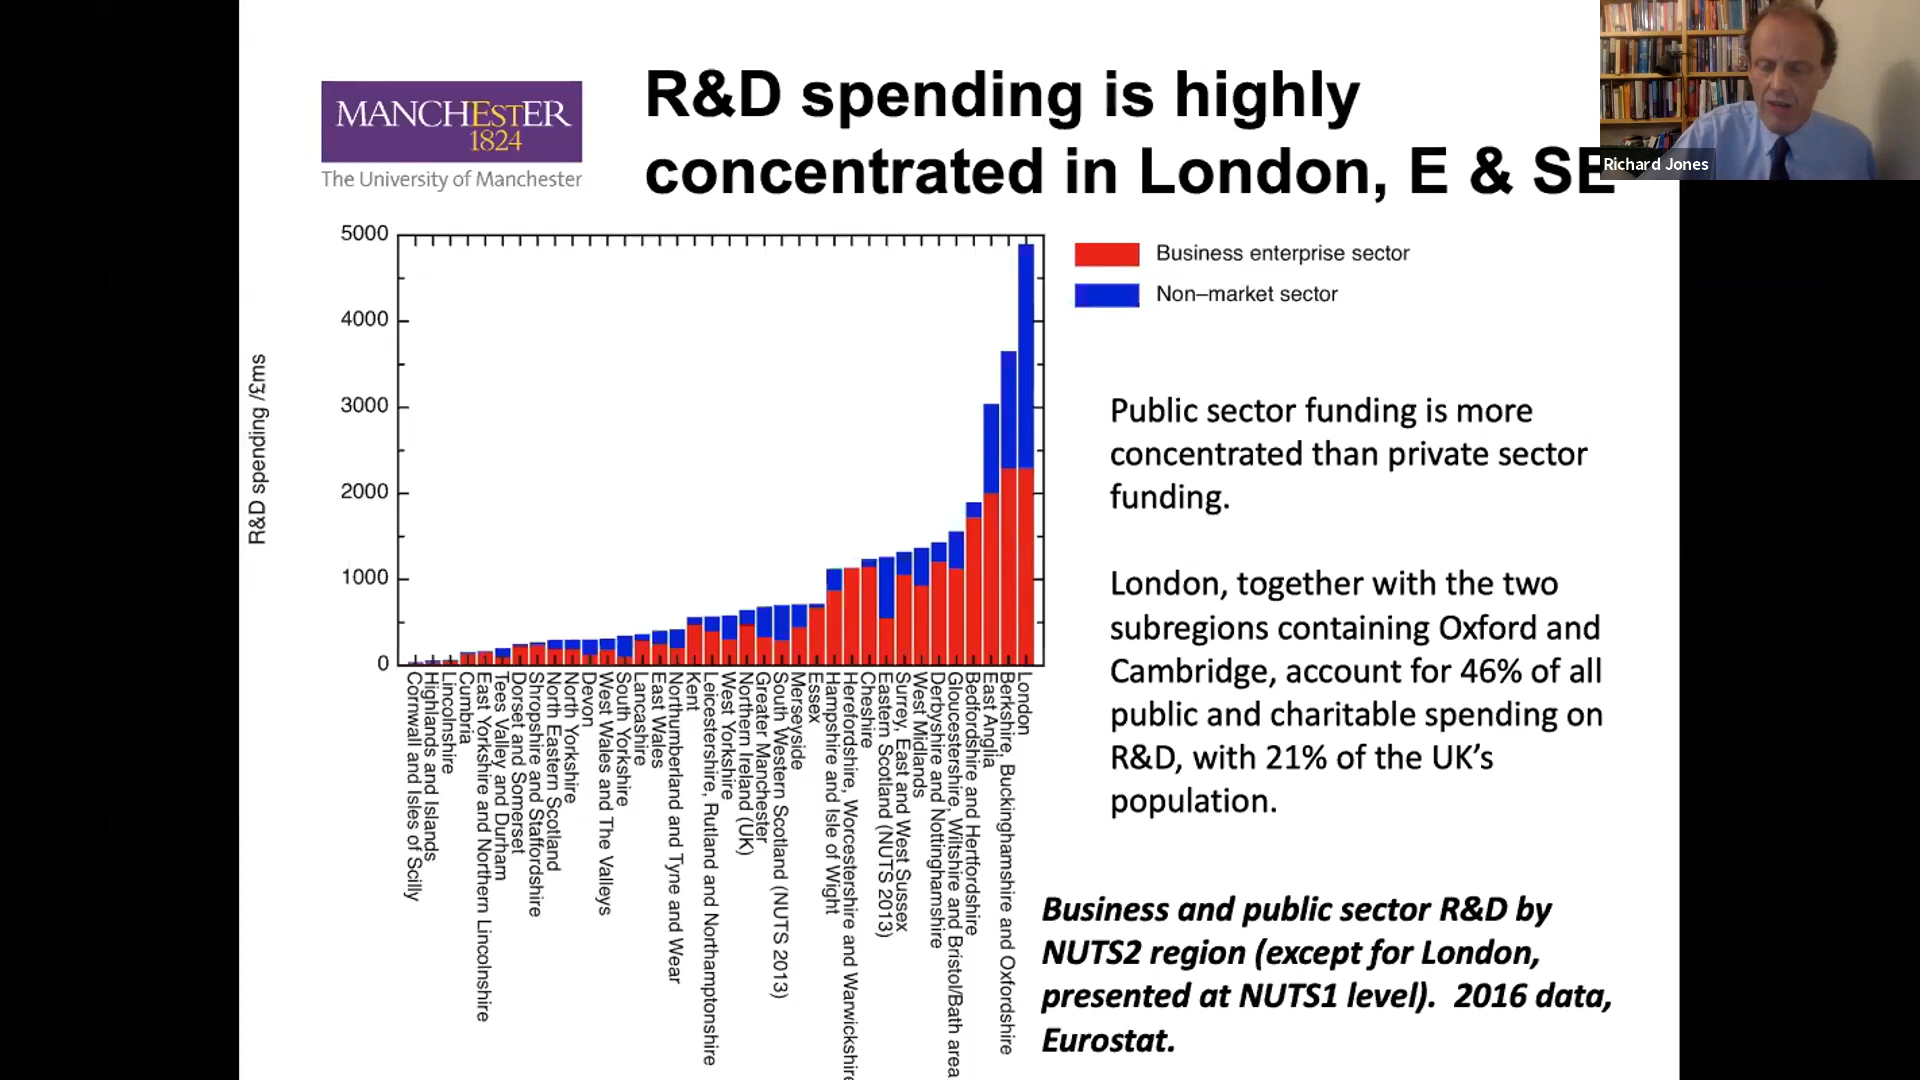 MANCHESTER
1824
The University of Manchester
R&D spending is highly
concentrated in London, E & SE
Richard Jones
R&D spending /£ms
5000
4000
3000
2000
1000
0
Business enterprise sector
Non–market sector
Cornwall and Isles of Scilly
Highlands and Islands
Lincolnshire
Cumbria
East Yorkshire and Northern Lincolnshire
Tees Valley and Durham
Dorset and Somerset
Shropshire and Staffordshire
North Eastern Scotland
North Yorkshire
Devon
West Wales and The Valleys
South Yorkshire
Lancashire
East Wales
Northumberland and Tyne and Wear
Kent
Leicestershire, Rutland and Northamptonshire
West Yorkshire
Northern Ireland (UK)
Greater Manchester
South Western Scotland (NUTS 2013)
Merseyside
Essex
Hampshire and Isle of Wight
Herefordshire, Worcestershire and Warwickshire
Cheshire
Eastern Scotland (NUTS 2013)
Surrey, East and West Sussex
West Midlands
Derbyshire and Nottinghamshire
Gloucestershire, Wiltshire and Bristol/Bath area
Bedfordshire and Hertfordshire
East Anglia
Berkshire, Buckinghamshire and Oxfordshire
London
Public sector funding is more
concentrated than private sector
funding.
London, together with the two
subregions containing Oxford and
Cambridge, account for 46% of all
public and charitable spending on
R&D, with 21% of the UK’s
population.
Business and public sector R&D by
NUTS2 region (except for London,
presented at NUTS1 level).  2016 data,
Eurostat.